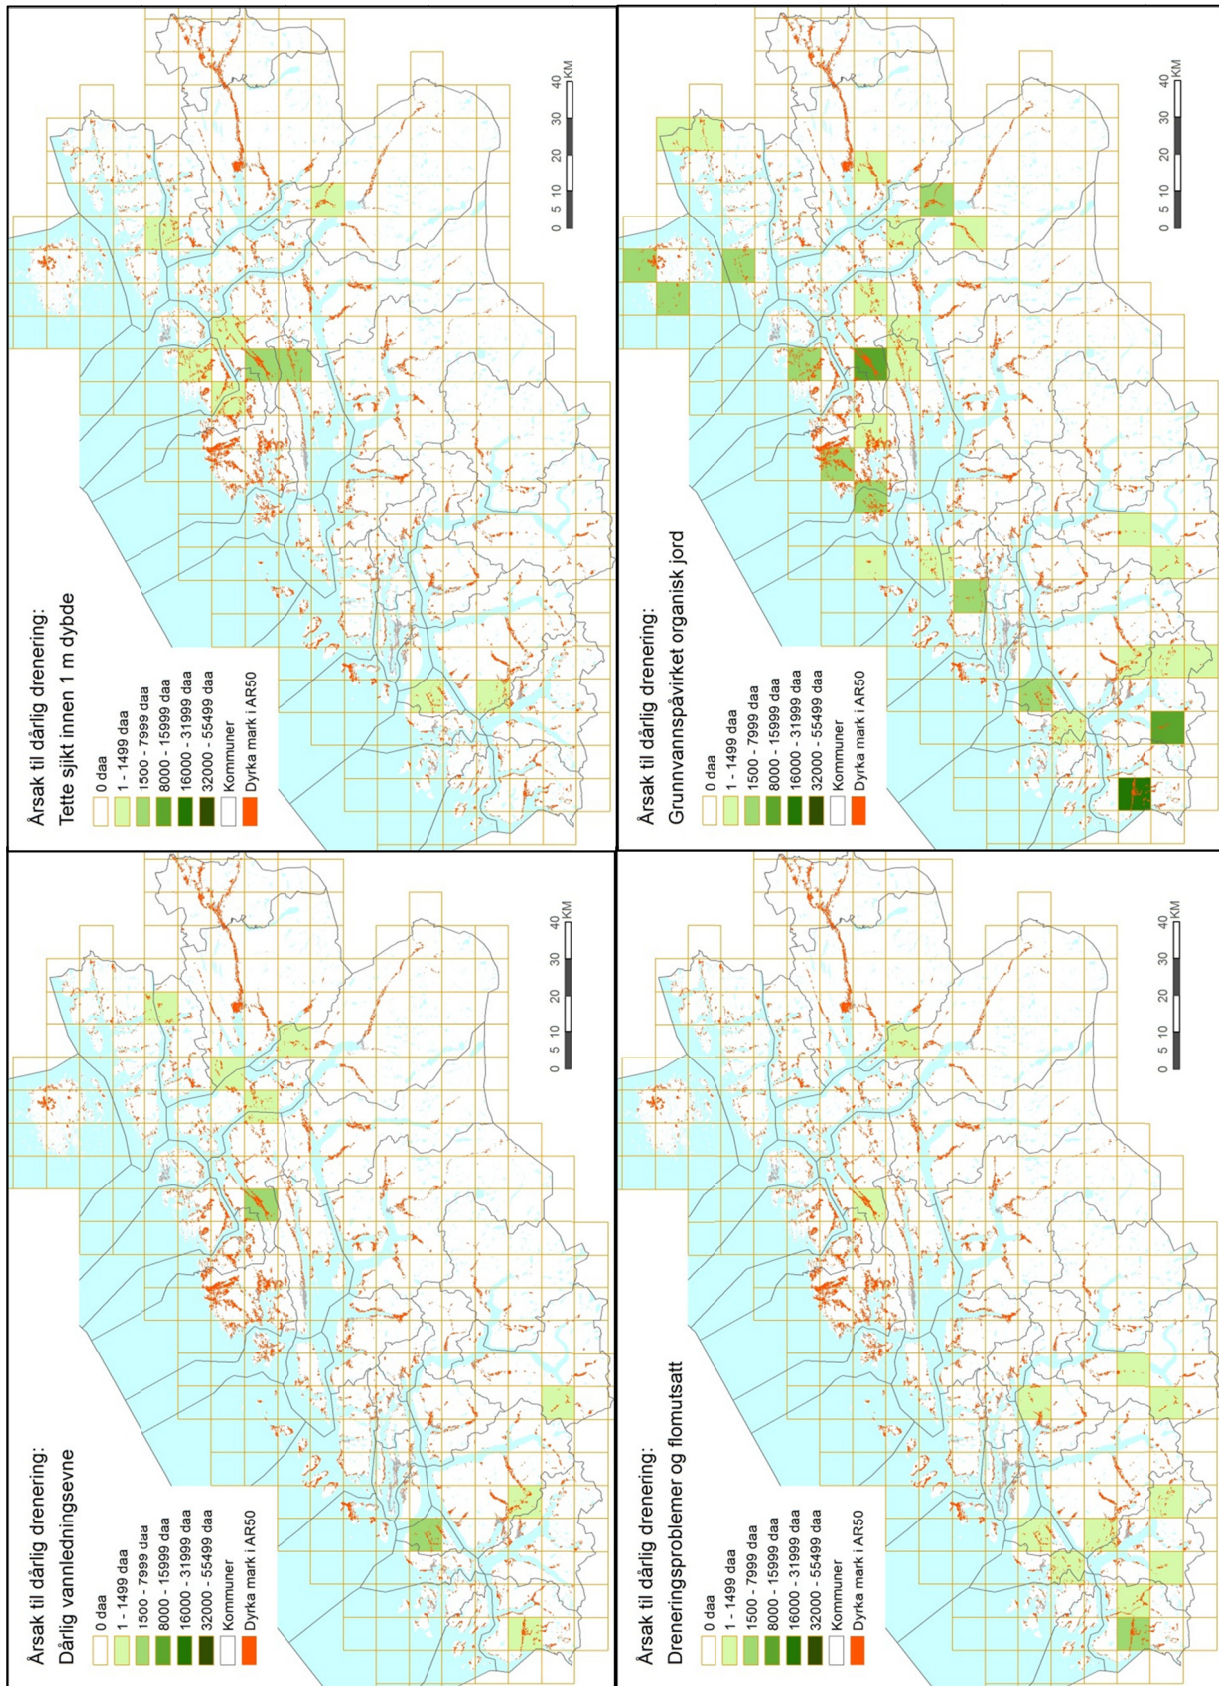 Årsak til dårlig drenering:
Dårlig vannledningsevne
0 daa
1 - 1499 daa
1500 - 7999 daa
8000 - 15999 daa
16000 - 31999 daa
32000 - 55499 daa
Kommuner
Dyrka mark i AR50
0 5 10 20 30 40
KM
Årsak til dårlig drenering:
Tette sjikt innen 1 m dybde
0 daa
1 - 1499 daa
1500 - 7999 daa
8000 - 15999 daa
16000 - 31999 daa
32000 - 55499 daa
Kommuner
Dyrka mark i AR50
0 5 10 20 30 40
KM
Årsak til dårlig drenering:
Dreneringsproblemer og flomutsatt
0 daa
1 - 1499 daa
1500 - 7999 daa
8000 - 15999 daa
16000 - 31999 daa
32000 - 55499 daa
Kommuner
Dyrka mark i AR50
0 5 10 20 30 40
KM
Årsak til dårlig drenering:
Grunnvannspåvirket organisk jord
0 daa
1 - 1499 daa
1500 - 7999 daa
8000 - 15999 daa
16000 - 31999 daa
32000 - 55499 daa
Kommuner
Dyrka mark i AR50
0 5 10 20 30 40
KM